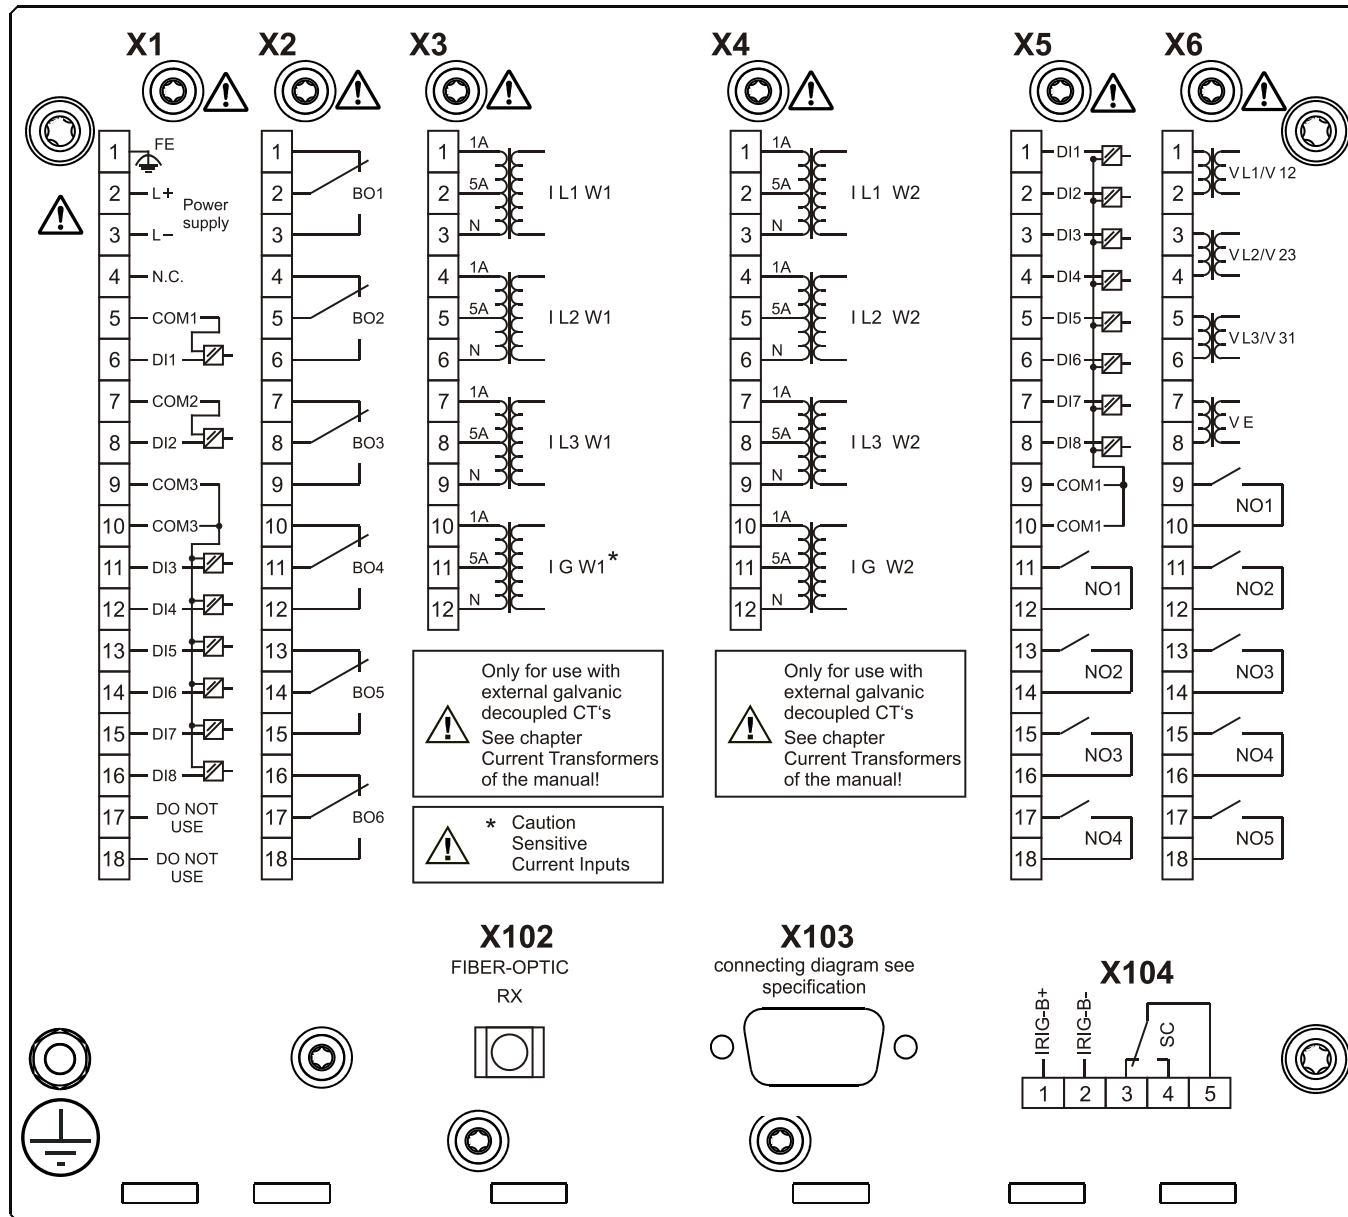 X1
X2
X3
X4
X5
X6
1 FE
2 L+
Power
supply
3 L–
4 N.C.
5 COM1
6 DI1
7 COM2
8 DI2
9 COM3
10 COM3
11 DI3
12 DI4
13 DI5
14 DI6
15 DI7
16 DI8
17 DO NOT
USE
18 DO NOT
USE
1
2 BO1
3
4
5 BO2
6
7
8 BO3
9
10
11 BO4
12
13
14 BO5
15
16
17 BO6
18
1 1A
2 5A I L1 W1
3 N
4 1A
5 5A I L2 W1
6 N
7 1A
8 5A I L3 W1
9 N
10 1A
11 5A I G W1*
12 N
Only for use with
external galvanic
decoupled CT‘s
See chapter
Current Transformers
of the manual!
* Caution
Sensitive
Current Inputs
1 1A
2 5A I L1 W2
3 N
4 1A
5 5A I L2 W2
6 N
7 1A
8 5A I L3 W2
9 N
10 1A
11 5A I G W2
12 N
Only for use with
external galvanic
decoupled CT‘s
See chapter
Current Transformers
of the manual!
1 DI1
2 DI2
3 DI3
4 DI4
5 DI5
6 DI6
7 DI7
8 DI8
9 COM1
10 COM1
11
NO1
12
13
NO2
14
15
NO3
16
17
NO4
18
1
V L1/V 12
2
3
V L2/V 23
4
5
V L3/V 31
6
7
V E
8
9
NO1
10
11
NO2
12
13
NO3
14
15
NO4
16
17
NO5
18
X102
FIBER-OPTIC
RX
X103
connecting diagram see
specification
X104
IRIG-B+
IRIG-B-
SC
1 2 3 4 5